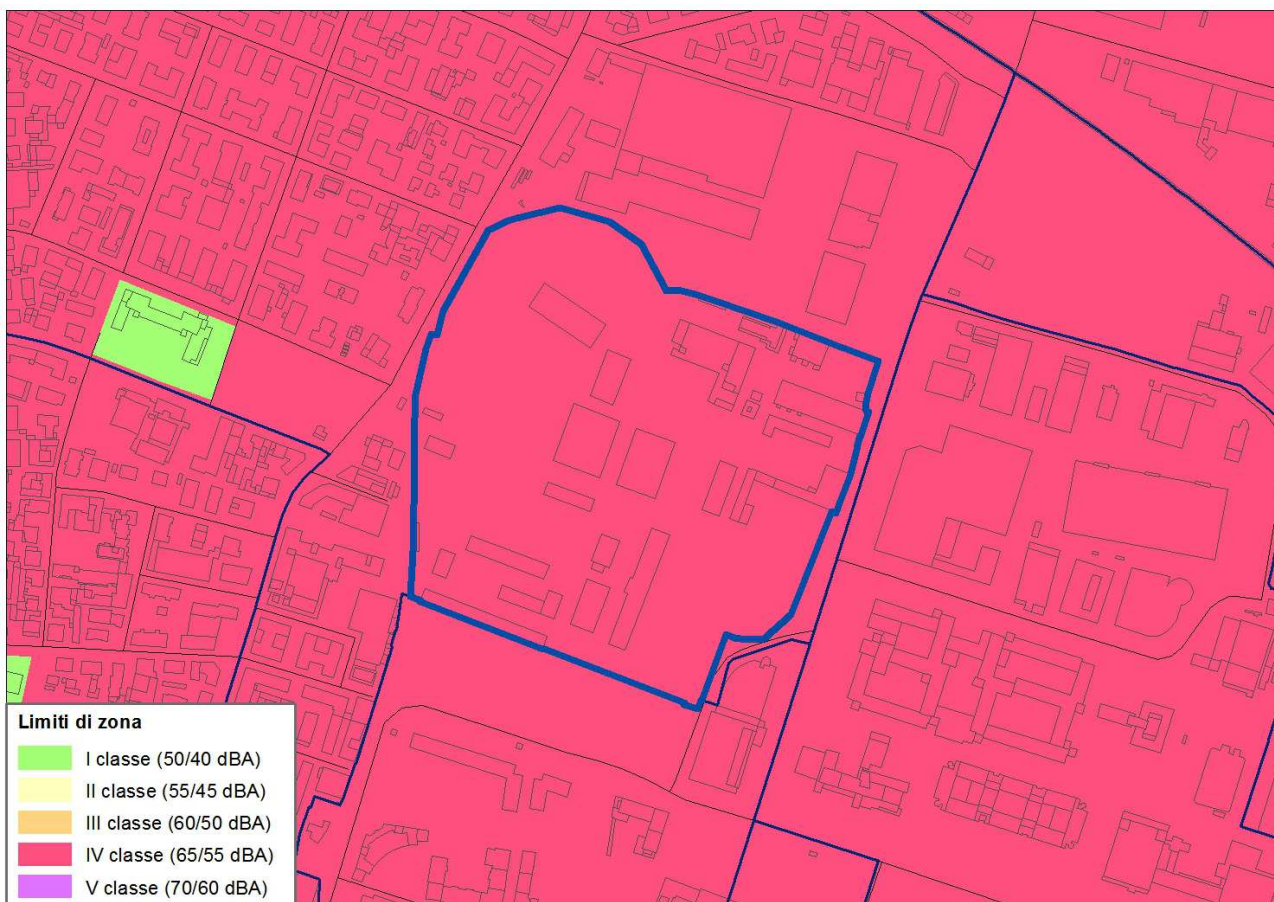 Limiti di zona
I classe (50/40 dBA)
II classe (55/45 dBA)
III classe (60/50 dBA)
IV classe (65/55 dBA)
V classe (70/60 dBA)